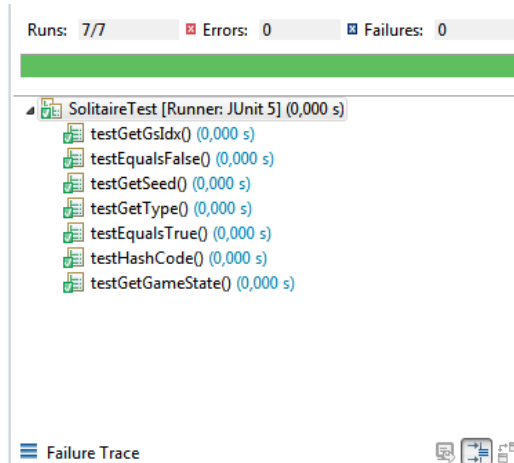 Runs: 7/7 Errors: 0 Failures: 0
SolitaireTest [Runner: JUnit 5] (0,000 s)
testGetGsIdx() (0,000 s)
testEqualsFalse() (0,000 s)
testGetSeed() (0,000 s)
testGetType() (0,000 s)
testEqualsTrue() (0,000 s)
testHashCode() (0,000 s)
testGetGameState() (0,000 s)
Failure Trace